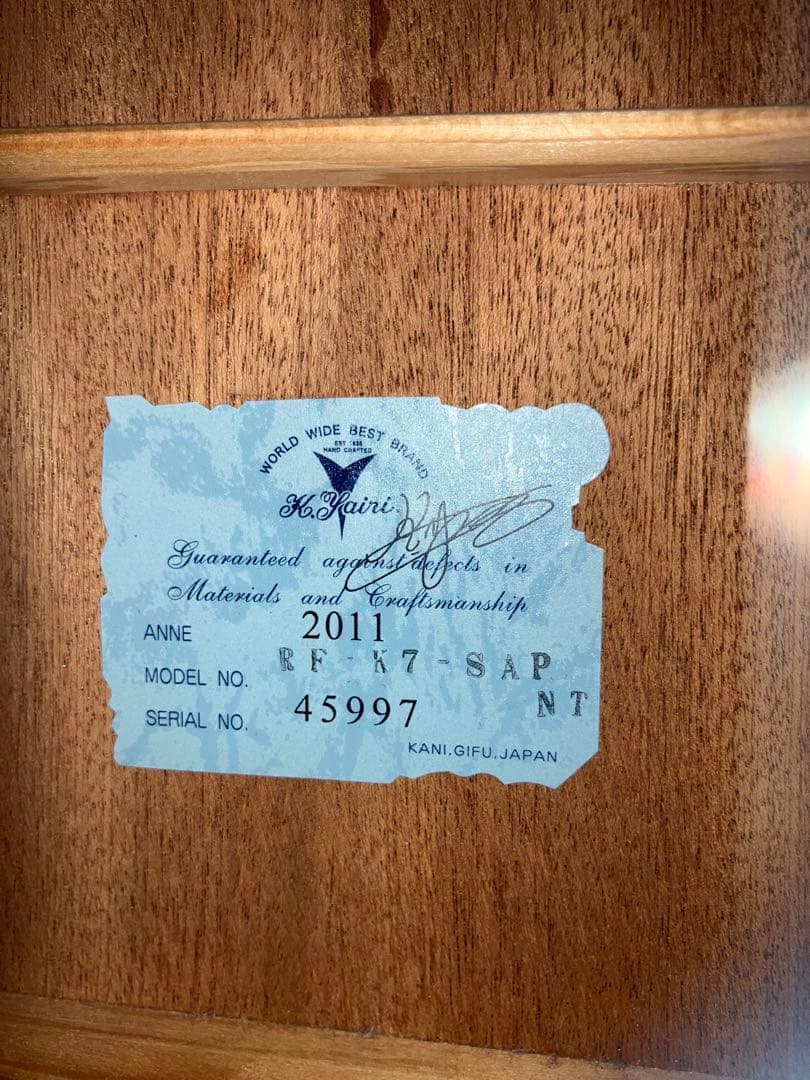 WORLD WIDE BEST BRAND
EST 1935
HAND CRAFTED
K.Yairi
Guaranteed against defects in
Materials and Craftsmanship
ANNE 2011
MODEL NO. RF-K7-SAP
NT
SERIAL NO. 45997
KANI.GIFU.JAPAN